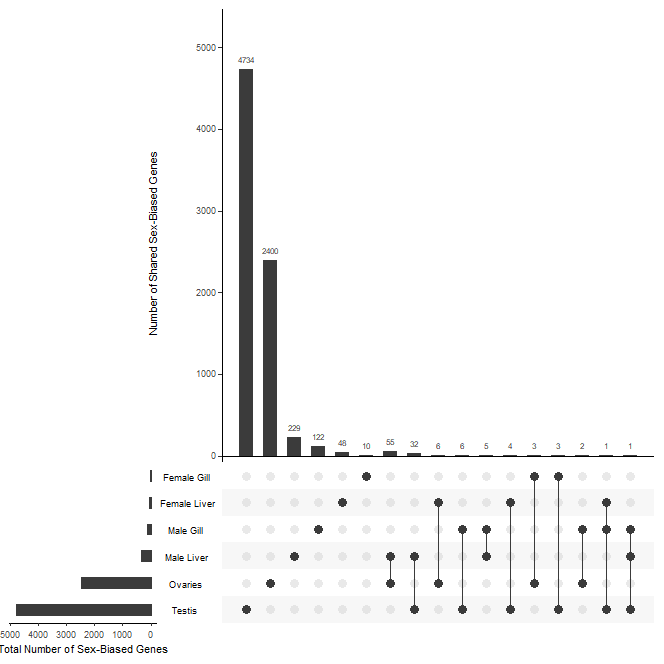 Number of Shared Sex-Biased Genes
5000
4000
3000
2000
1000
0
4734
2400
229
122
48
10
55
32
6
6
5
4
3
3
2
1
1
Female Gill
Female Liver
Male Gill
Male Liver
Ovaries
Testis
5000 4000 3000 2000 1000 0
Total Number of Sex-Biased Genes